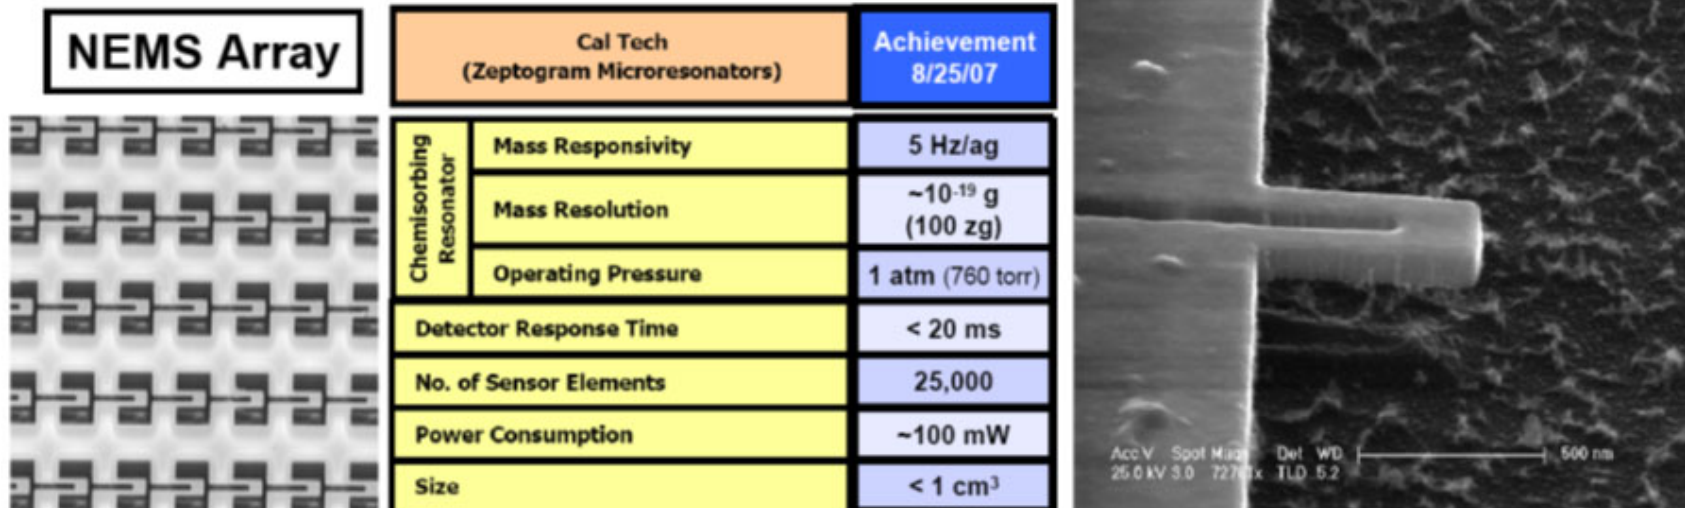 NEMS Array
Cal Tech
(Zeptogram Microresonators)
Achievement
8/25/07
Chemisorbing
Resonator
Mass Responsivity
5 Hz/ag
Mass Resolution
~10-19 g
(100 zg)
Operating Pressure
1 atm (760 torr)
Detector Response Time
< 20 ms
No. of Sensor Elements
25,000
Power Consumption
~100 mW
Size
< 1 cm³
Acc.V Spot Magn Det WD
500 nm
25.0 kV 3.0 TLD 5.2